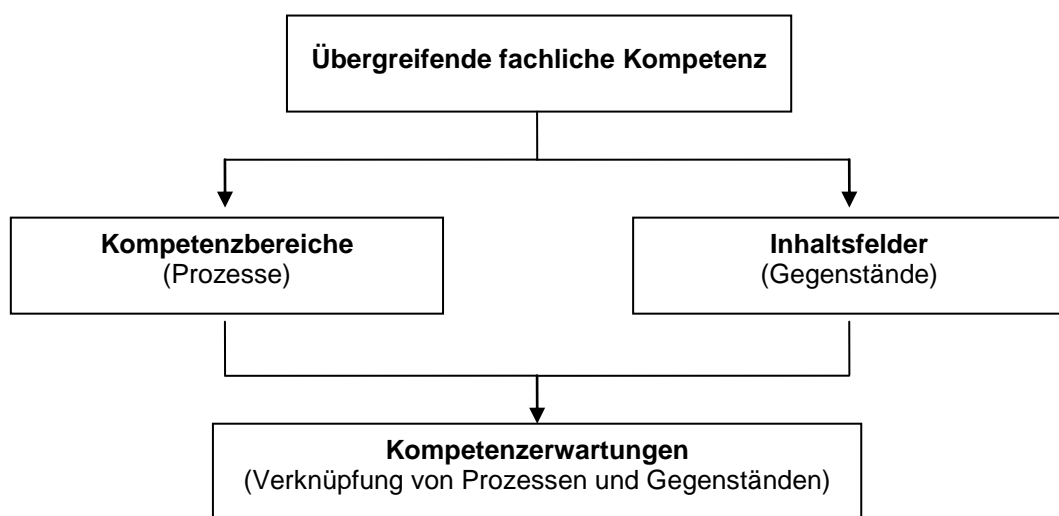 Übergreifende fachliche Kompetenz
Kompetenzbereiche
(Prozesse)
Inhaltsfelder
(Gegenstände)
Kompetenzerwartungen
(Verknüpfung von Prozessen und Gegenständen)